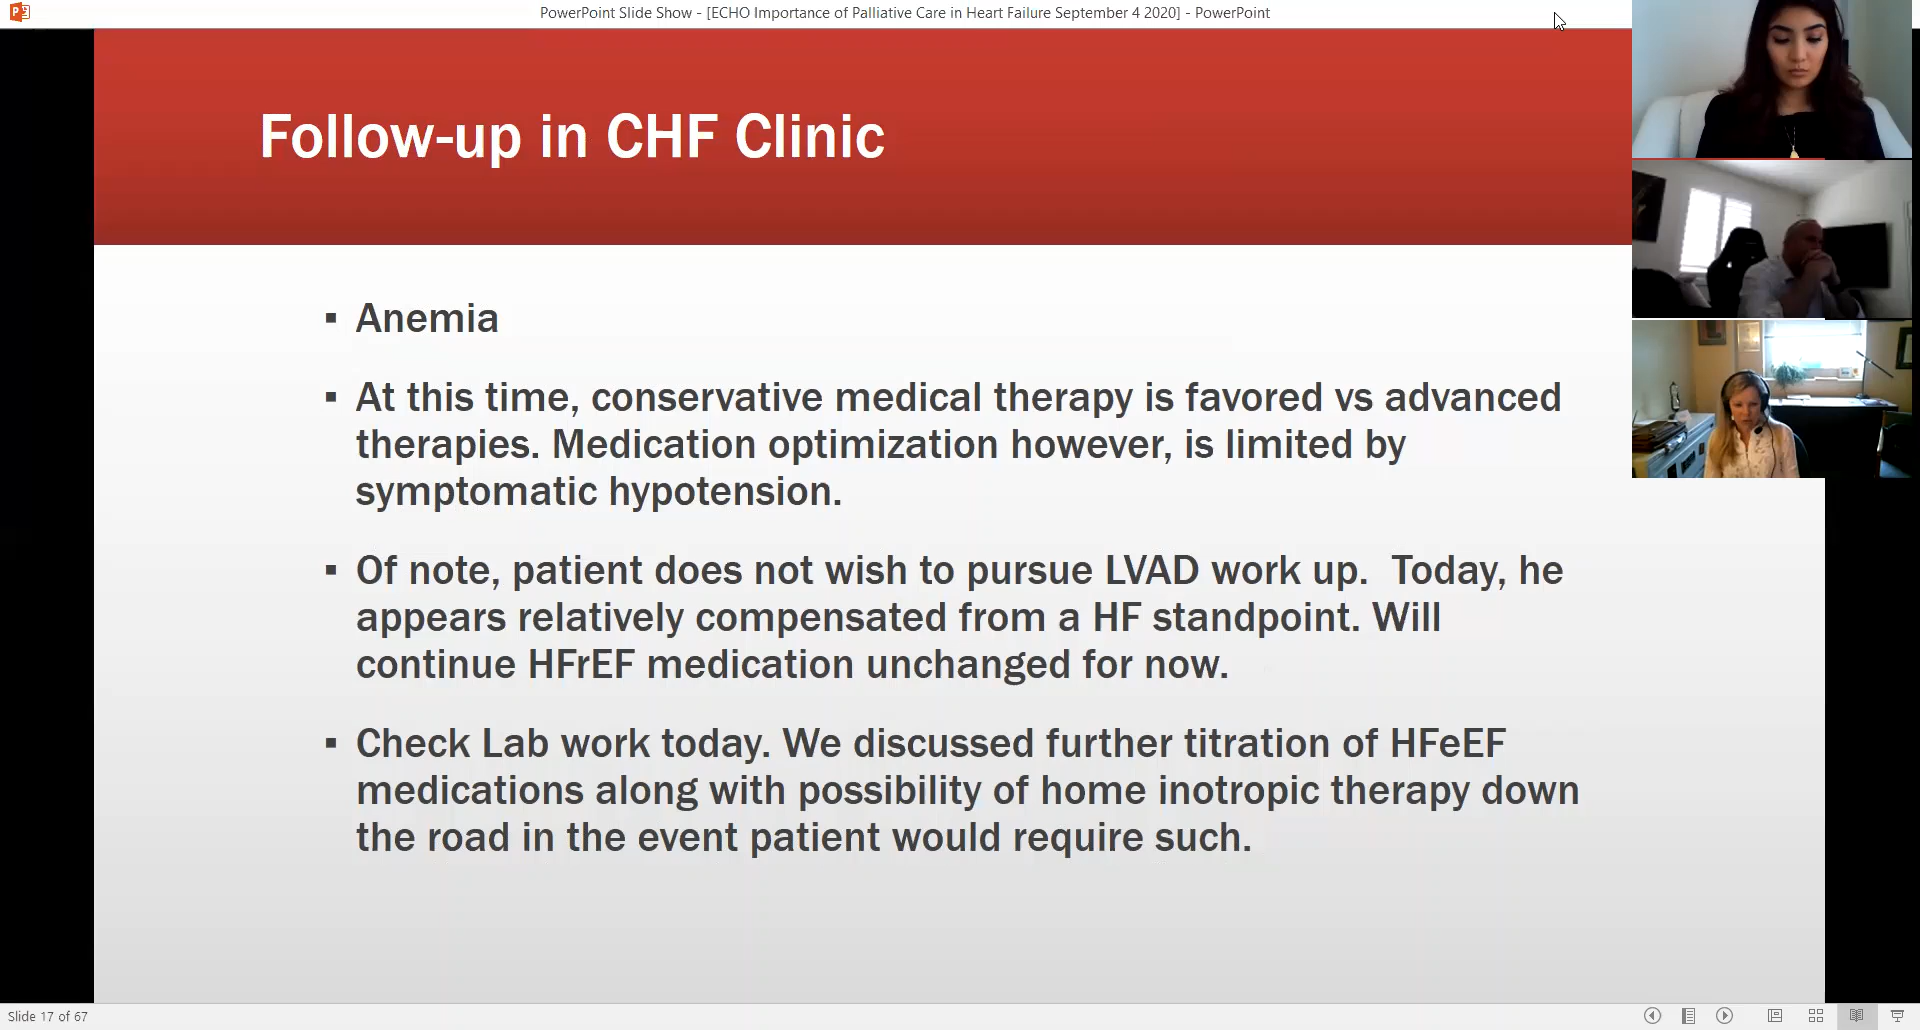 PowerPoint Slide Show - [ECHO Importance of Palliative Care in Heart Failure September 4 2020] - PowerPoint
Follow-up in CHF Clinic
▪ Anemia
▪ At this time, conservative medical therapy is favored vs advanced
therapies. Medication optimization however, is limited by
symptomatic hypotension.
▪ Of note, patient does not wish to pursue LVAD work up.  Today, he
appears relatively compensated from a HF standpoint. Will
continue HFrEF medication unchanged for now.
▪ Check Lab work today. We discussed further titration of HFeEF
medications along with possibility of home inotropic therapy down
the road in the event patient would require such.
Slide 17 of 67